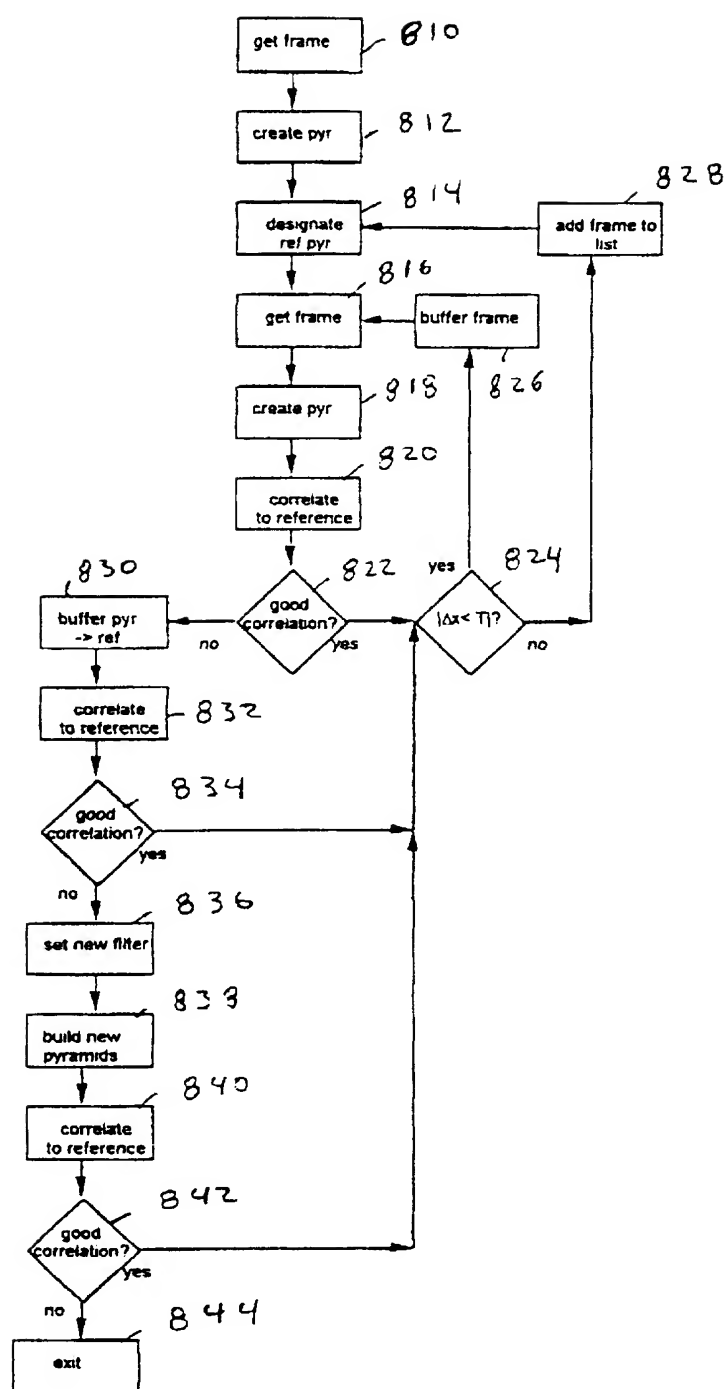 get frame
810
create pyr
812
designate
ref pyr
814
add frame to
list
828
get frame
816
buffer frame
826
create pyr
818
correlate
to reference
820
good
correlation?
822
no
yes
|Δx< T|?
824
yes
no
buffer pyr
-> ref
830
correlate
to reference
832
good
correlation?
834
yes
no
set new filter
836
build new
pyramids
838
correlate
to reference
840
good
correlation?
842
yes
no
exit
844